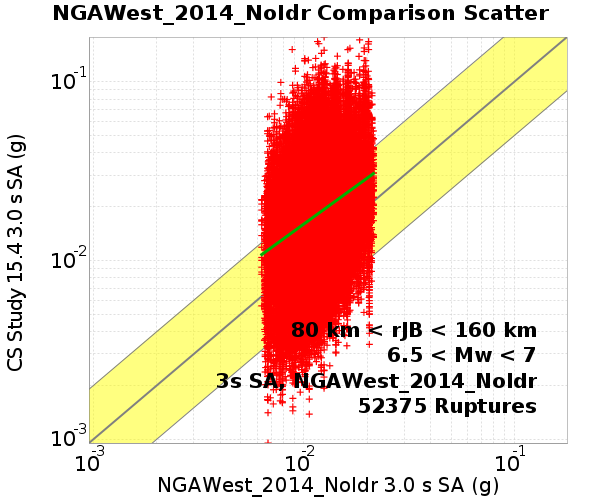 NGAWest_2014_NoIdr Comparison Scatter
CS Study 15.4 3.0 s SA (g)
10-1
10-2
10-3
80 km < rJB < 160 km
6.5 < Mw < 7
3s SA, NGAWest_2014_NoIdr
52375 Ruptures
10-3 10-2 10-1
NGAWest_2014_NoIdr 3.0 s SA (g)